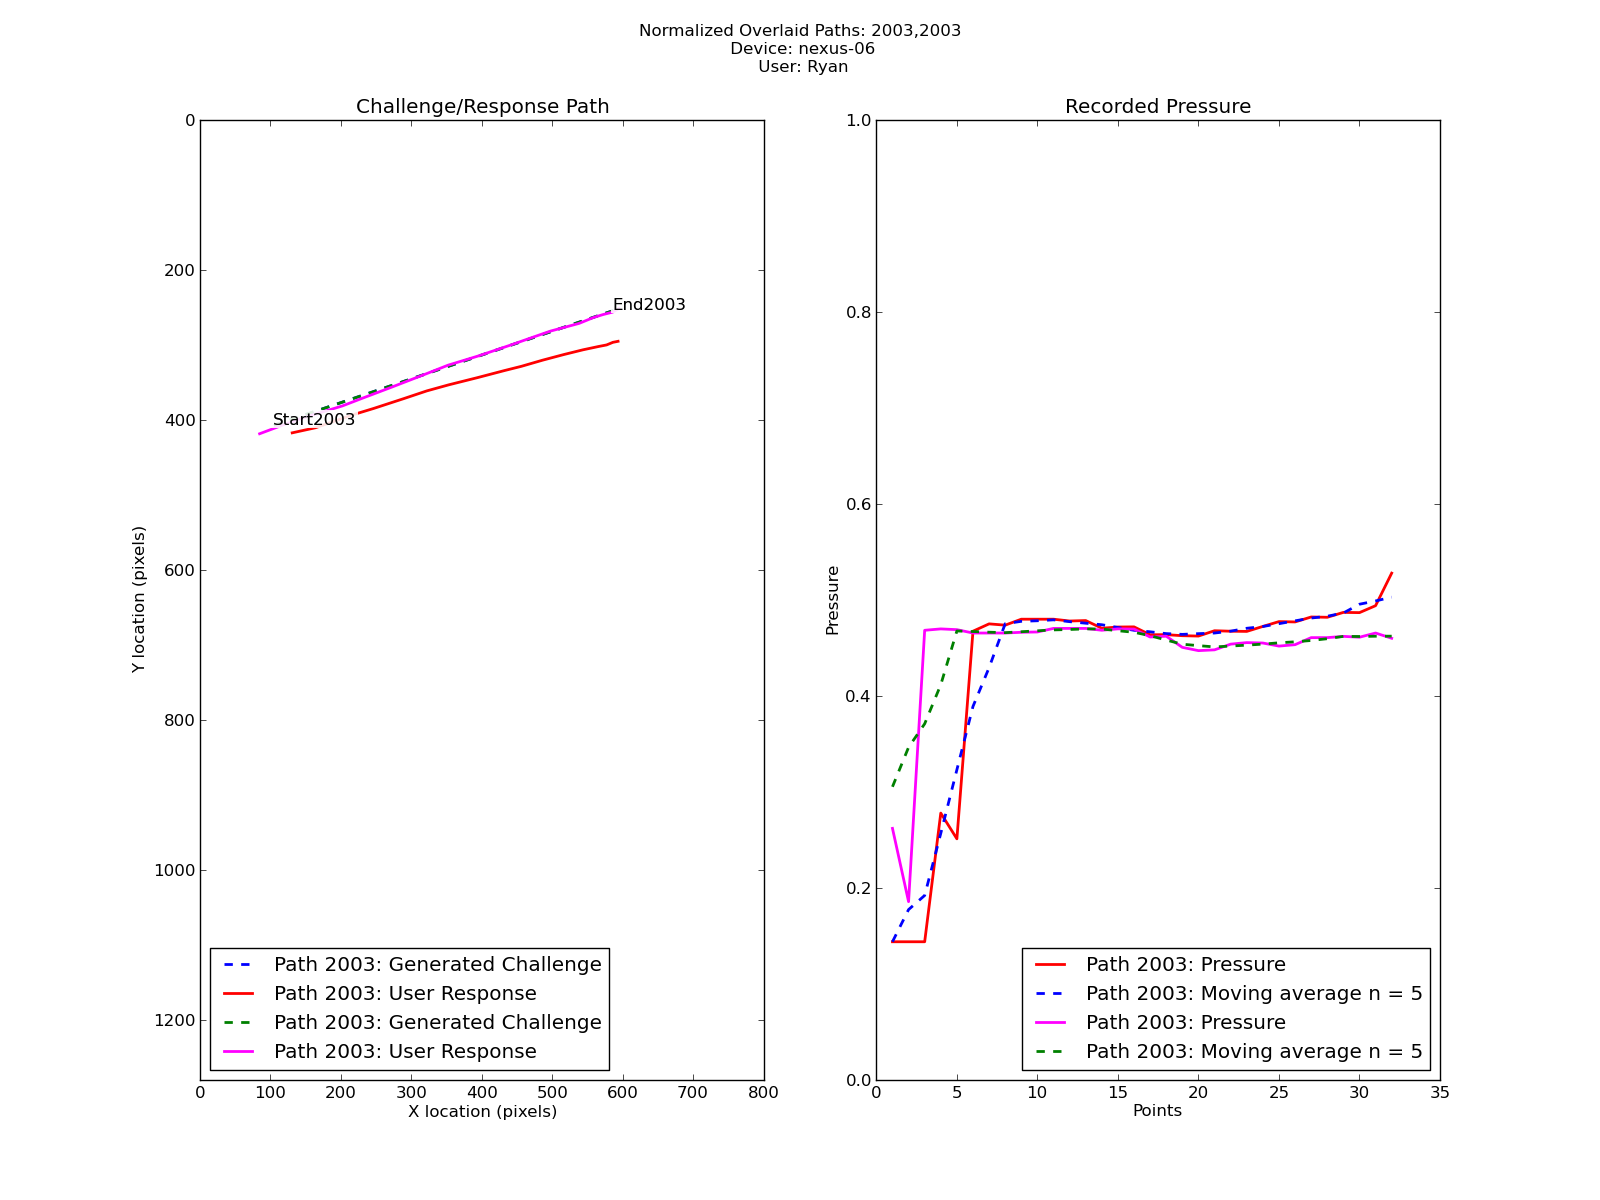 Normalized Overlaid Paths: 2003,2003
Device: nexus-06
User: Ryan
Challenge/Response Path
0
200
400
600
800
1000
1200
Y location (pixels)
End2003
Start2003
Path 2003: Generated Challenge
Path 2003: User Response
Path 2003: Generated Challenge
Path 2003: User Response
0 100 200 300 400 500 600 700 800
X location (pixels)
Recorded Pressure
1.0
0.8
0.6
0.4
0.2
0.0
Pressure
Path 2003: Pressure
Path 2003: Moving average n = 5
Path 2003: Pressure
Path 2003: Moving average n = 5
0 5 10 15 20 25 30 35
Points